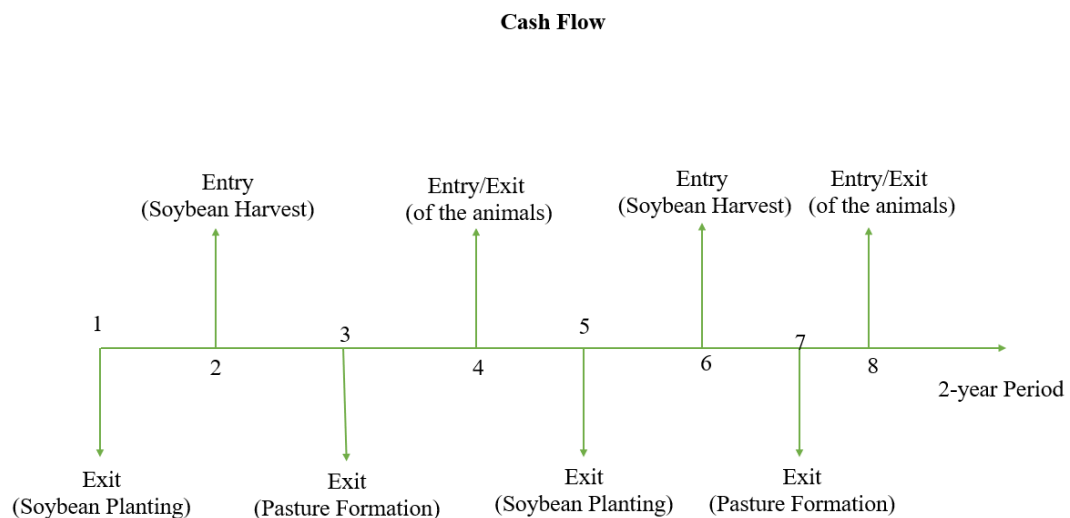 Cash Flow
Entry
(Soybean Harvest)
Entry/Exit
(of the animals)
Entry
(Soybean Harvest)
Entry/Exit
(of the animals)
1
2
3
4
5
6
7
8
2-year Period
Exit
(Soybean Planting)
Exit
(Pasture Formation)
Exit
(Soybean Planting)
Exit
(Pasture Formation)